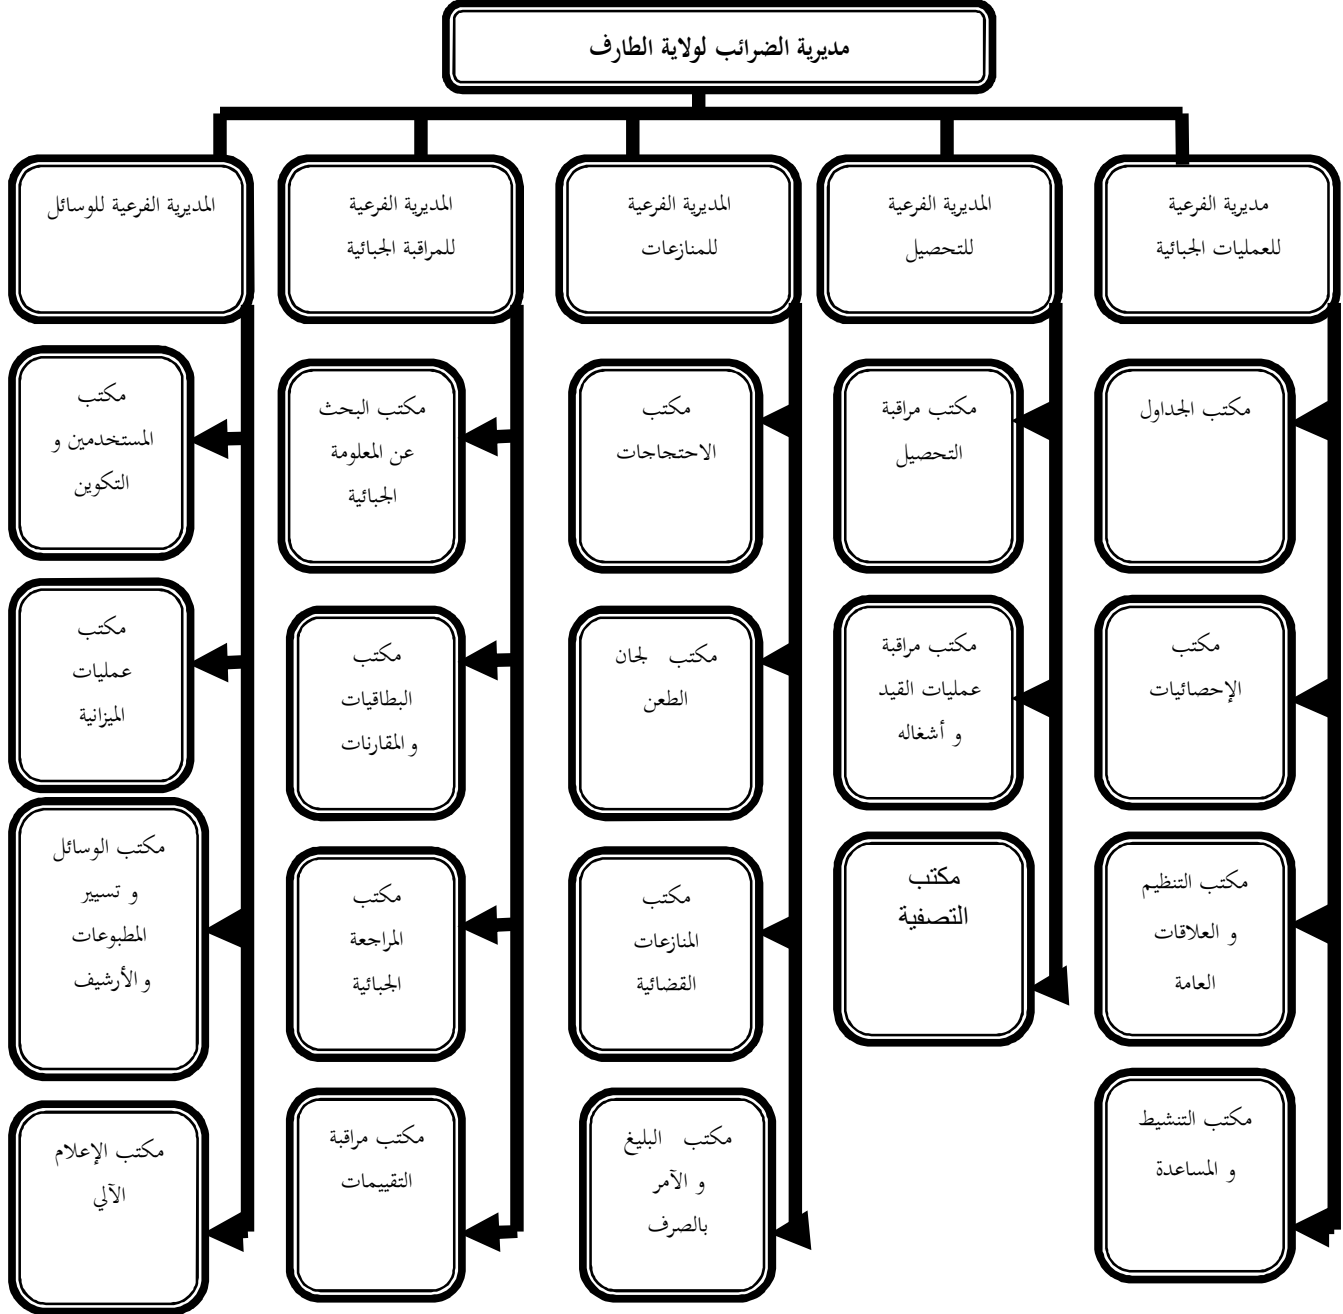 مديرية الضرائب لولاية الطارف
مديرية الفرعية
للعمليات الجبائية
المديرية الفرعية
للتحصيل
المديرية الفرعية
للمنازعات
المديرية الفرعية
للمراقبة الجبائية
المديرية الفرعية للوسائل
مكتب الجداول
مكتب
الإحصائيات
مكتب التنظيم
و العلاقات
العامة
مكتب التنشيط
و المساعدة
مكتب مراقبة
التحصيل
مكتب مراقبة
عمليات القيد
و أشغاله
مكتب
التصفية
مكتب
الاحتجاجات
مكتب لجان
الطعن
مكتب
المنازعات
القضائية
مكتب البليغ
و الآمر
بالصرف
مكتب البحث
عن المعلومة
الجبائية
مكتب
البطاقيات
و المقارنات
مكتب
المراجعة
الجبائية
مكتب مراقبة
التقييمات
مكتب
المستخدمين و
التكوين
مكتب
عمليات
الميزانية
مكتب الوسائل
و تسيير
المطبوعات
و الأرشيف
مكتب الإعلام
الآلي